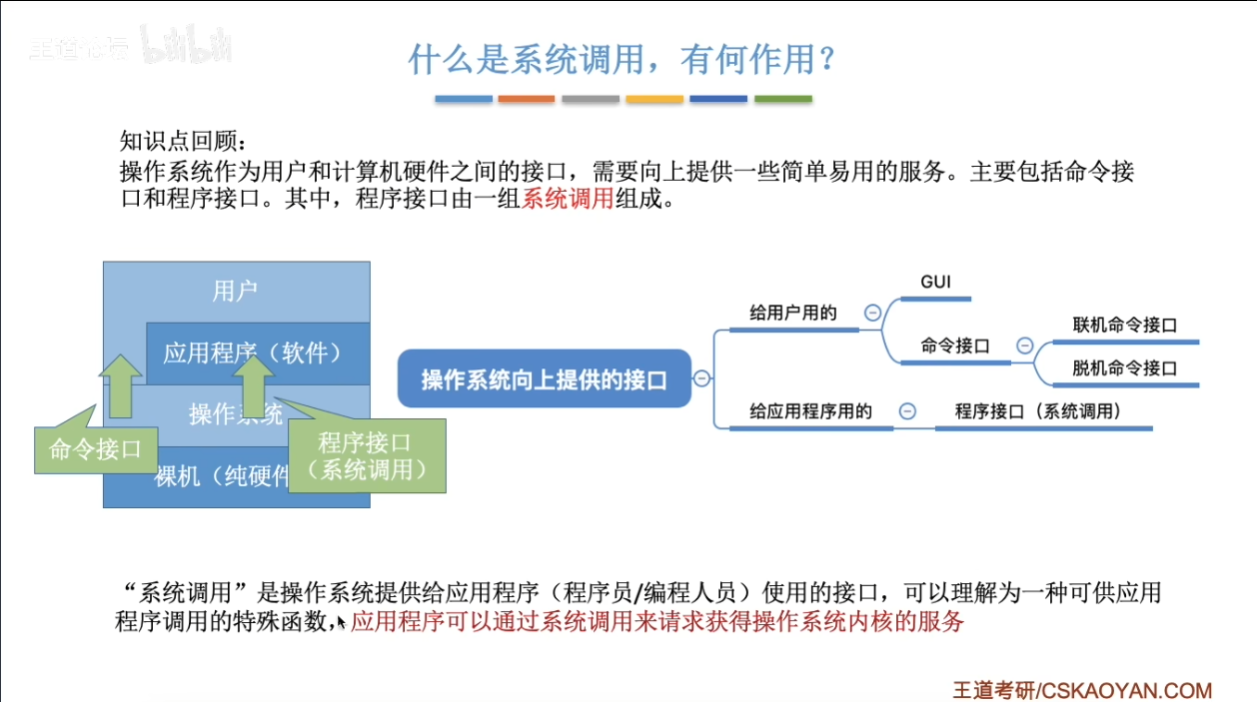 王道论坛 bilibili
什么是系统调用，有何作用？
知识点回顾：
操作系统作为用户和计算机硬件之间的接口，需要向上提供一些简单易用的服务。主要包括命令接
口和程序接口。其中，程序接口由一组系统调用组成。
用户
应用程序（软件）
操作系统
命令接口
程序接口
（系统调用）
裸机（纯硬件
操作系统向上提供的接口
给用户用的
GUI
命令接口
联机命令接口
脱机命令接口
给应用程序用的
程序接口（系统调用）
“系统调用”是操作系统提供给应用程序（程序员/编程人员）使用的接口，可以理解为一种可供应用
程序调用的特殊函数，应用程序可以通过系统调用来请求获得操作系统内核的服务
王道考研/CSKAOYAN.COM